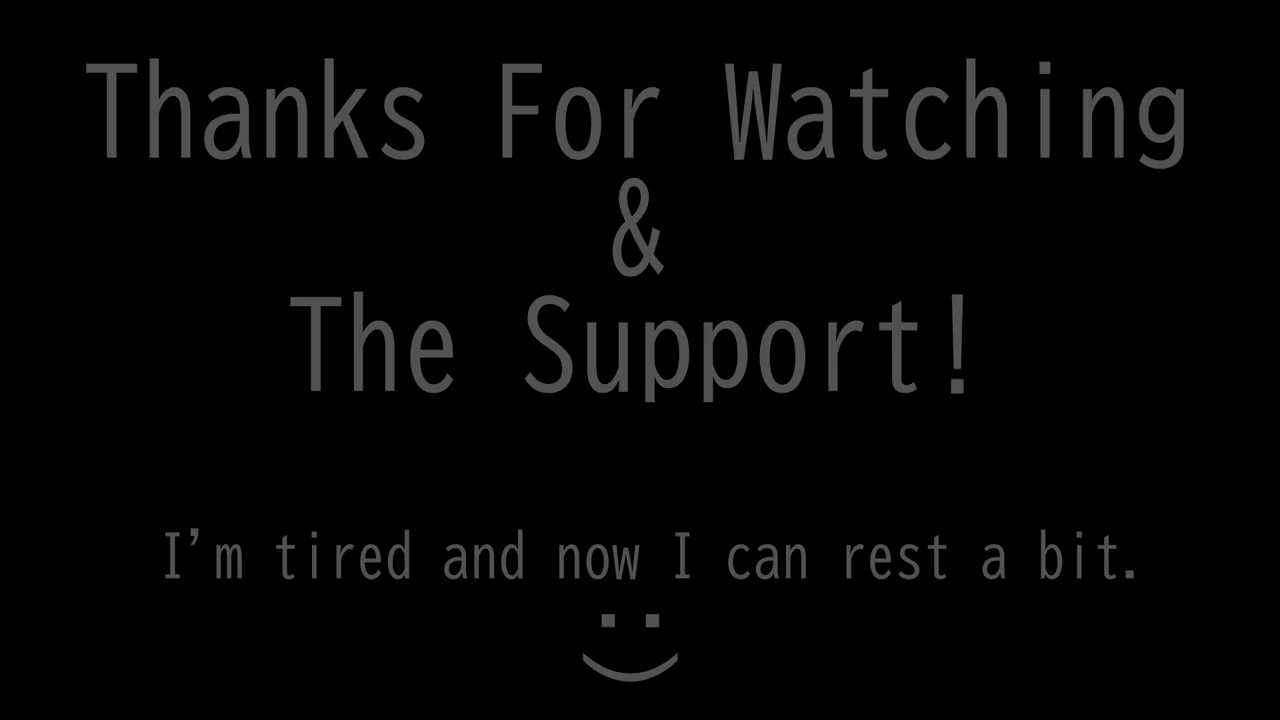 Thanks For Watching
&
The Support!
I’m tired and now I can rest a bit.
:)